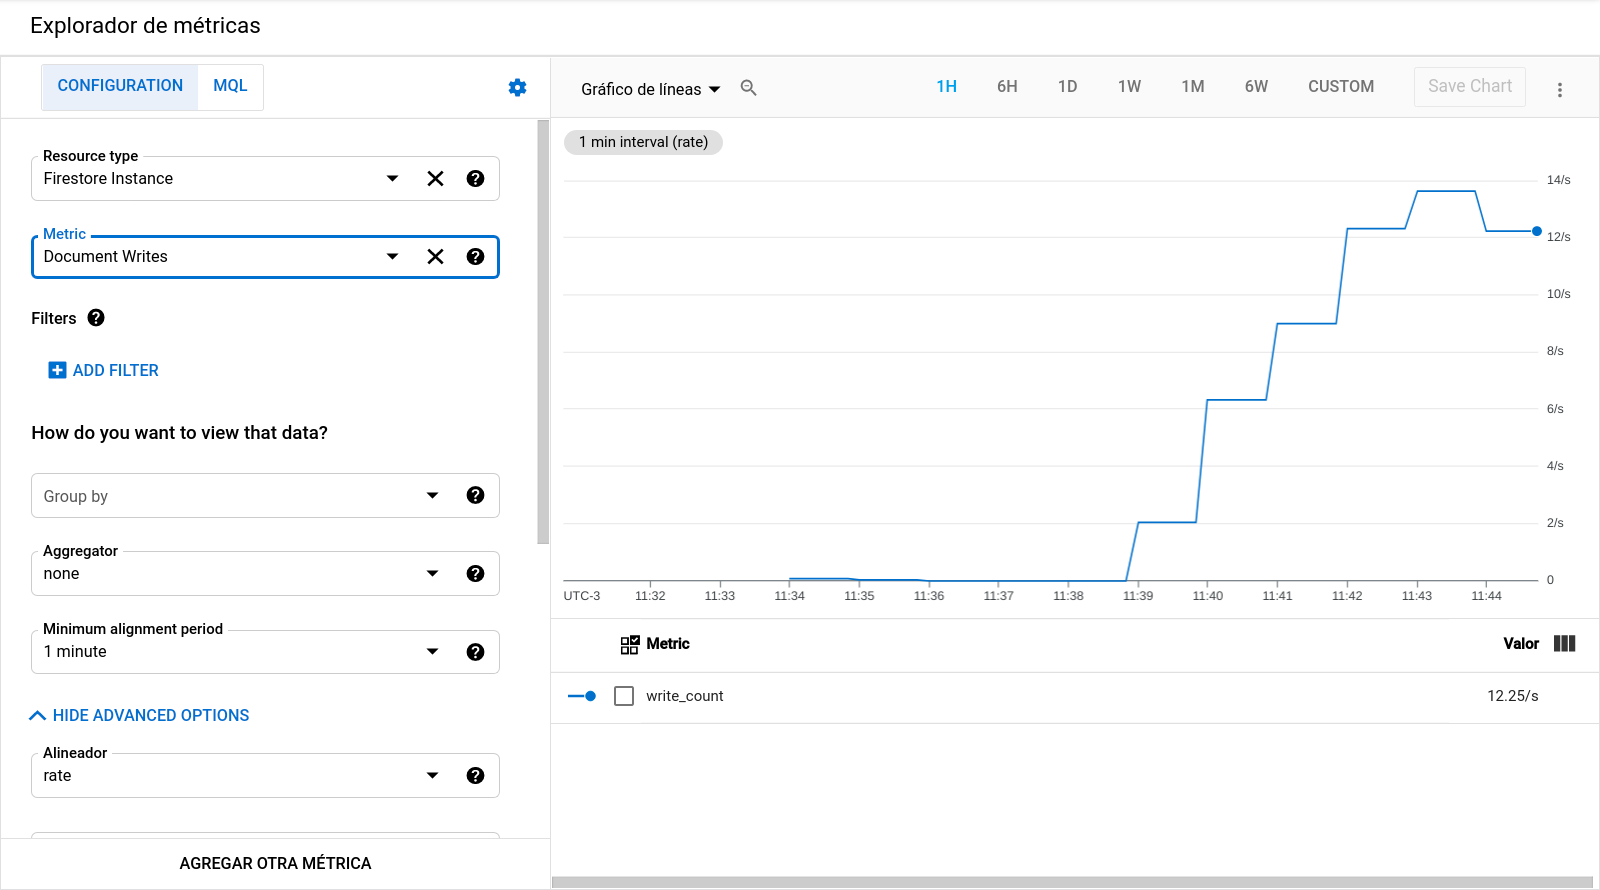 Explorador de métricas
CONFIGURATION
MQL
Resource type
Firestore Instance
Metric
Document Writes
Filters
ADD FILTER
How do you want to view that data?
Group by
Aggregator
none
Minimum alignment period
1 minute
HIDE ADVANCED OPTIONS
Alineador
rate
AGREGAR OTRA MÉTRICA
Gráfico de líneas
1H 6H 1D 1W 1M 6W CUSTOM
Save Chart
1 min interval (rate)
14/s
12/s
10/s
8/s
6/s
4/s
2/s
0
UTC-3 11:32 11:33 11:34 11:35 11:36 11:37 11:38 11:39 11:40 11:41 11:42 11:43 11:44
Metric Valor
write_count 12.25/s